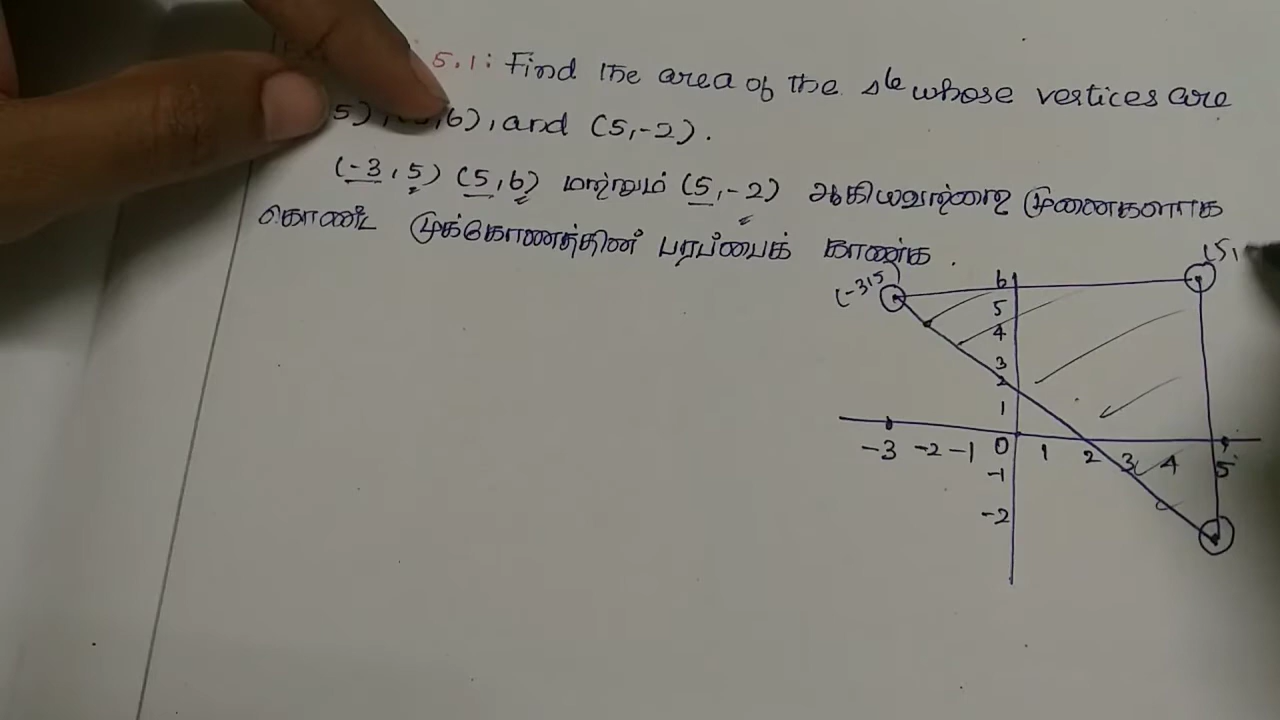 5.1: Find the area of the sle whose vertices are
5), ,6), and (5,-2).
(-3,5) (5,6) மற்றும் (5,-2) ஆகியவற்றை முனைகளாக
கொண்ட முக்கோணத்தின் பரப்பைக் காண்க.
(5,
(-3,5)
6
5
4
3
2
1
-3 -2 -1 0 1 2 3 4 5
-1
-2